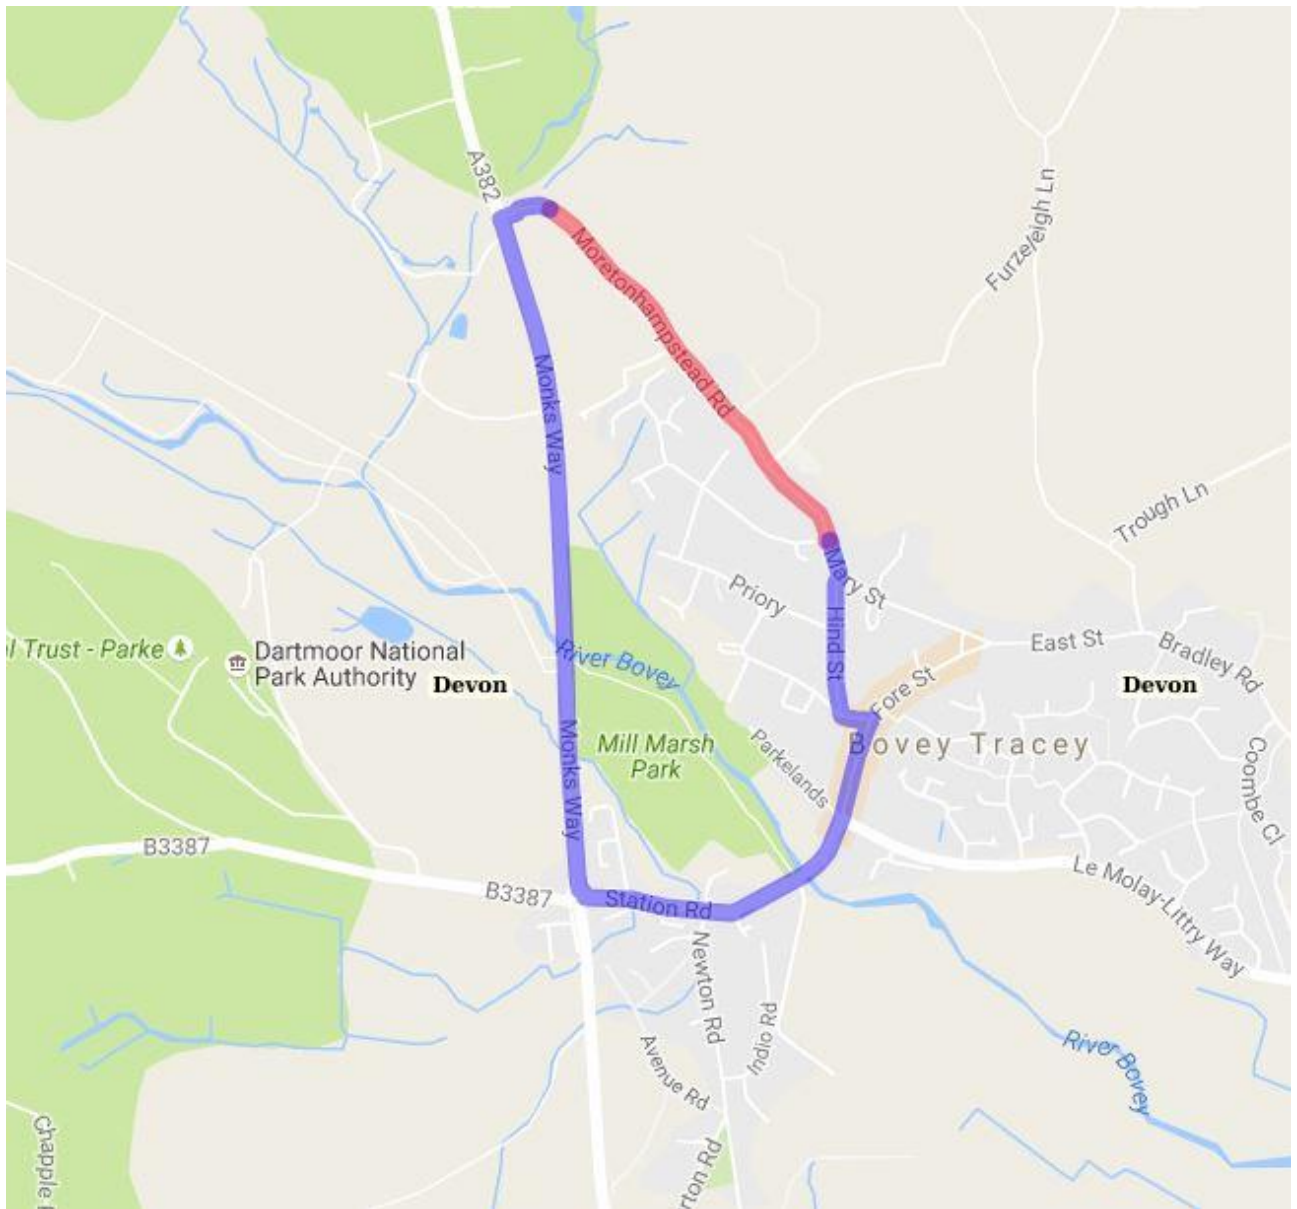 A382
Moretonhampstead Rd
Furzeleigh Ln
Monks Way
Trough Ln
Mary St
Priory
Hind St
East St
Bradley Rd
l Trust - Parke
Dartmoor National
Park Authority
Devon
River Bovey
Fore St
Devon
Mill Marsh
Park
Parkelands
Bovey Tracey
Monks Way
Coombe Cl
B3387
B3387
Station Rd
Le Molay-Littry Way
Newton Rd
Indio Rd
Avenue Rd
River Bovey
Chapple
rton Rd